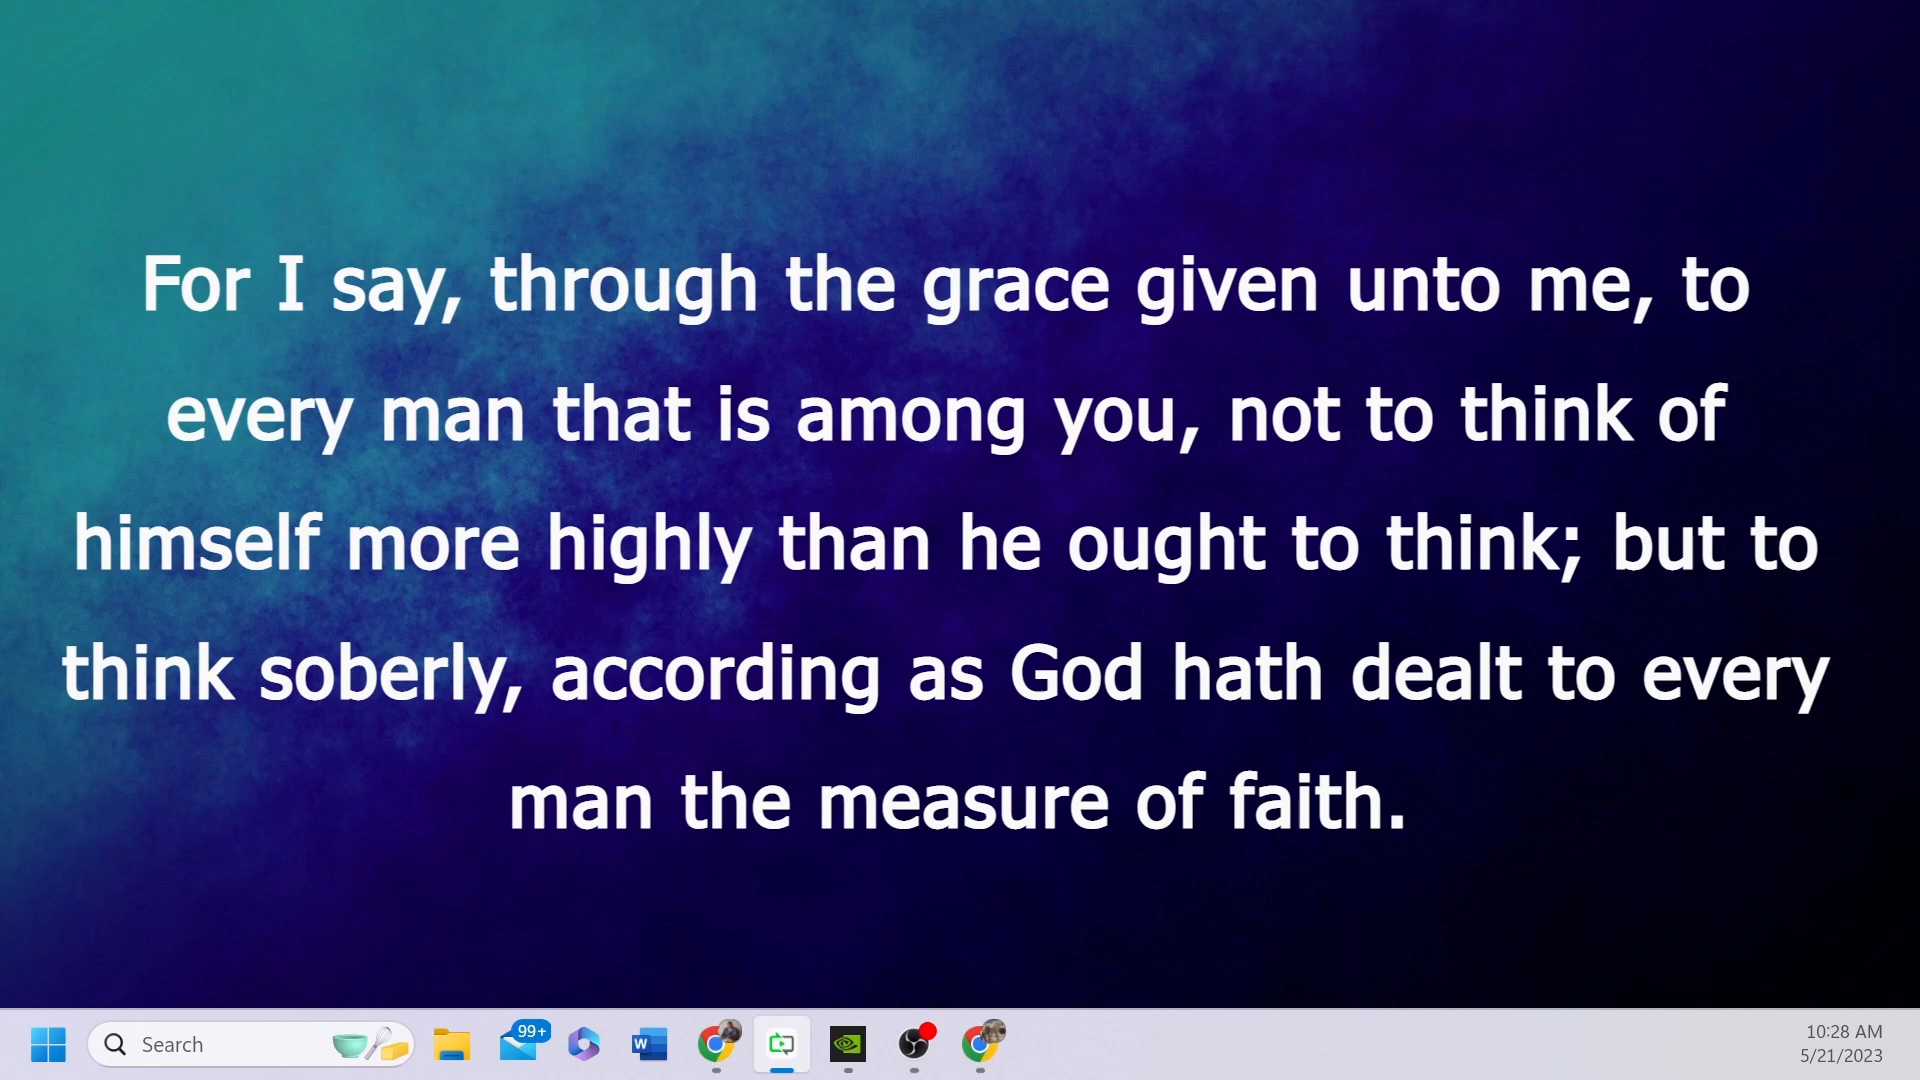 For I say, through the grace given unto me, to
every man that is among you, not to think of
himself more highly than he ought to think; but to
think soberly, according as God hath dealt to every
man the measure of faith.
Search
99+
W
10:28 AM
5/21/2023